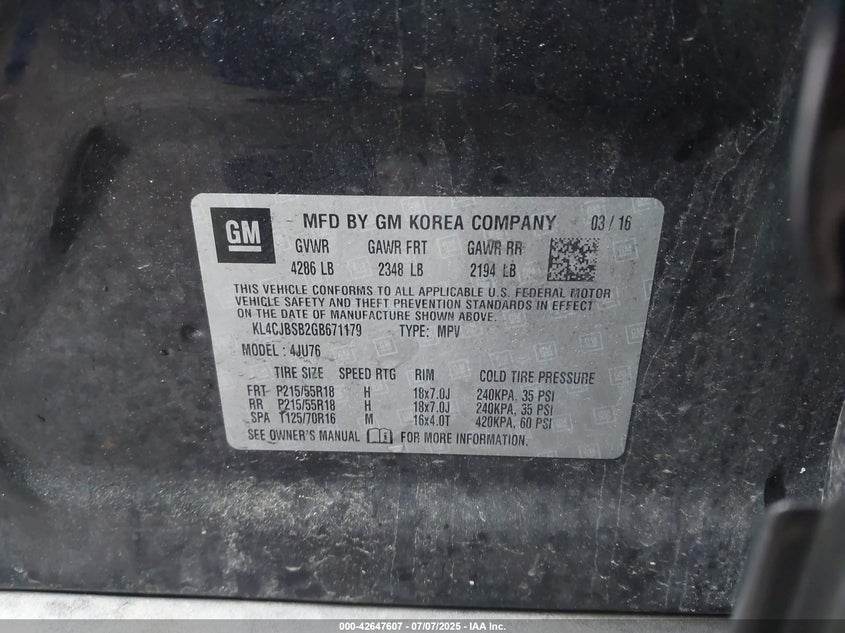 GM
MFD BY GM KOREA COMPANY 03 / 16
GVWR GAWR FRT GAWR RR
4286 LB 2348 LB 2194 LB
THIS VEHICLE CONFORMS TO ALL APPLICABLE U.S. FEDERAL MOTOR
VEHICLE SAFETY AND THEFT PREVENTION STANDARDS IN EFFECT
ON THE DATE OF MANUFACTURE SHOWN ABOVE.
KL4CJBSB2GB671179 TYPE: MPV
MODEL : 4JU76
TIRE SIZE SPEED RTG RIM COLD TIRE PRESSURE
FRT P215/55R18 H 18x7.0J 240KPA, 35 PSI
RR P215/55R18 H 18x7.0J 240KPA, 35 PSI
SPA T125/70R16 M 16x4.0T 420KPA, 60 PSI
SEE OWNER'S MANUAL FOR MORE INFORMATION.
000-42647607 - 07/07/2025 - IAA Inc.